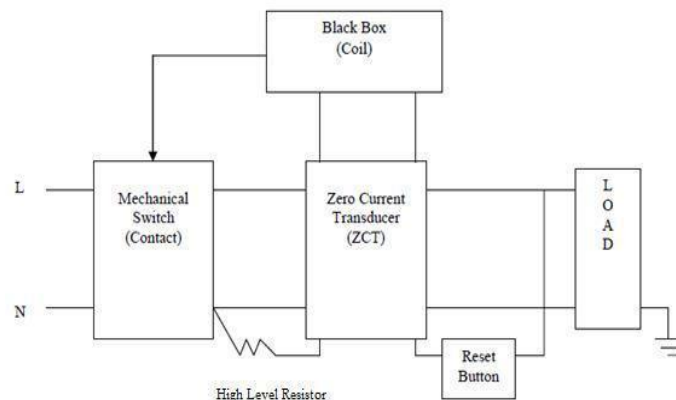 Black Box
(Coil)
L
Mechanical
Switch
(Contact)
Zero Current
Transducer
(ZCT)
L
O
A
D
N
Reset
Button
High Level Resistor